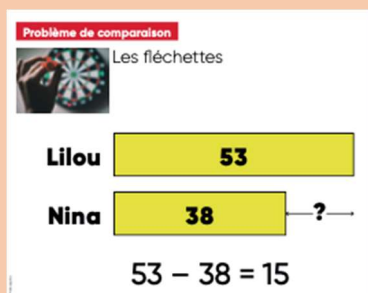 Problème de comparaison
Les fléchettes
Lilou 53
Nina 38 ?
53 – 38 = 15